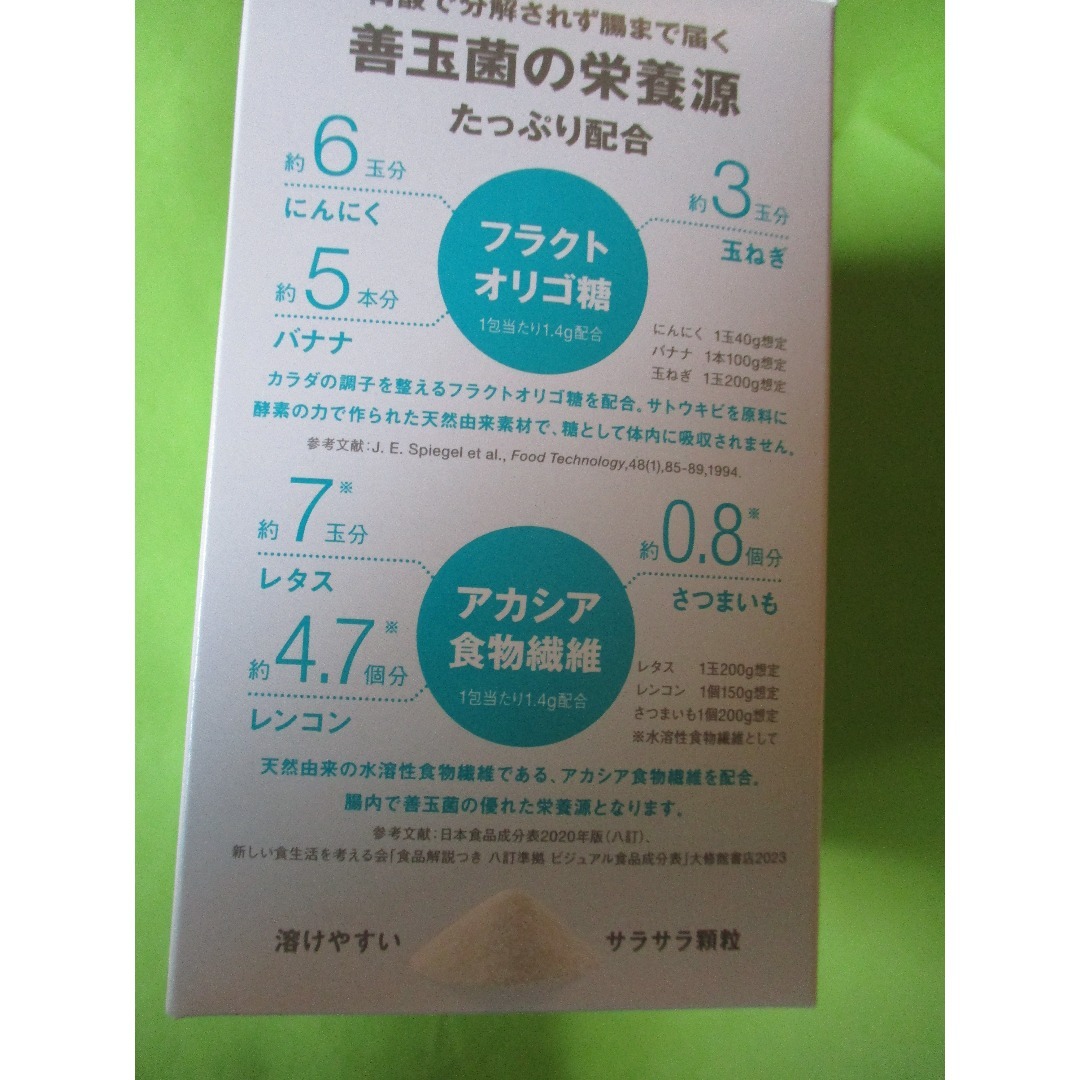 胃酸で分解されず腸まで届く
善玉菌の栄養源
たっぷり配合
約6玉分
にんにく
約5本分
バナナ
フラクト
オリゴ糖
1包当たり1.4g配合
約3玉分
玉ねぎ
にんにく 1玉40g想定
バナナ 1本100g想定
玉ねぎ 1玉200g想定
カラダの調子を整えるフラクトオリゴ糖を配合。サトウキビを原料に
酵素の力で作られた天然由来素材で、糖として体内に吸収されません。
参考文献:J. E. Spiegel et al., Food Technology,48(1),85-89,1994.
約7※玉分
レタス
約4.7※個分
レンコン
アカシア
食物繊維
1包当たり1.4g配合
約0.8※個分
さつまいも
レタス 1玉200g想定
レンコン 1個150g想定
さつまいも1個200g想定
※水溶性食物繊維として
天然由来の水溶性食物繊維である、アカシア食物繊維を配合。
腸内で善玉菌の優れた栄養源となります。
参考文献:日本食品成分表2020年版(八訂).
新しい食生活を考える会「食品解説つき 八訂準拠 ビジュアル食品成分表」大修館書店2023
溶けやすい
サラサラ顆粒